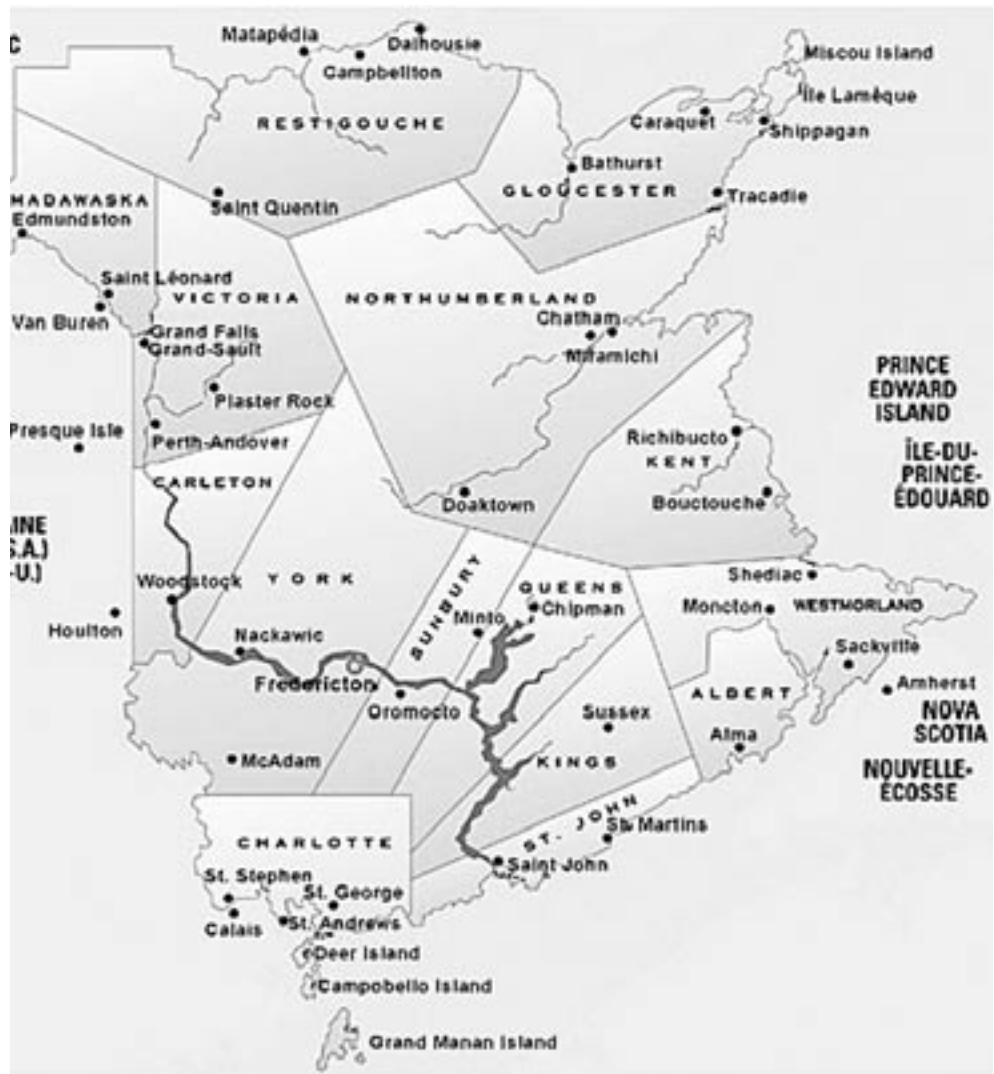 C
Matapédia
Dalhousie
Campbellton
Miscou Island
Île Lamèque
RESTIGOUCHE
Caraquet
Shippagan
Bathurst
GLOUCESTER
Tracadie
MADAWASKA
Edmundston
Saint Quentin
Saint Léonard
VICTORIA
NORTHUMBERLAND
Van Buren
Grand Falls
Grand-Sault
Chatham
Miramichi
Plaster Rock
PRINCE
EDWARD
ISLAND
Presque Isle
Perth-Andover
Richibucto
KENT
ÎLE-DU-
PRINCE-
ÉDOUARD
CARLETON
Doaktown
Bouctouche
AINE
S.A.)
-U.)
Woodstock
YORK
SUNBURY
QUEENS
Shediac
Houlton
Minto
Chipman
Moncton
WESTMORLAND
Nackawic
Sackville
Fredericton
Oromocto
ALBERT
Amherst
Sussex
NOVA
SCOTIA
McAdam
KINGS
Alma
NOUVELLE-
ÉCOSSE
CHARLOTTE
ST. JOHN
St. Martins
St. Stephen
St. George
Saint John
Calais
St. Andrews
Deer Island
Campobello Island
Grand Manan Island